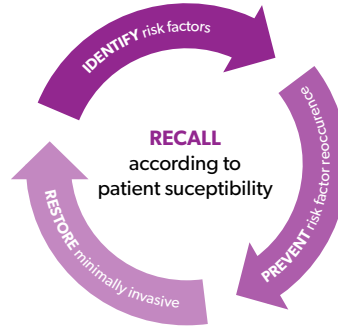 IDENTIFY risk factors
PREVENT risk factor reoccurence
RESTORE minimally invasive
RECALL
according to
patient suceptibility